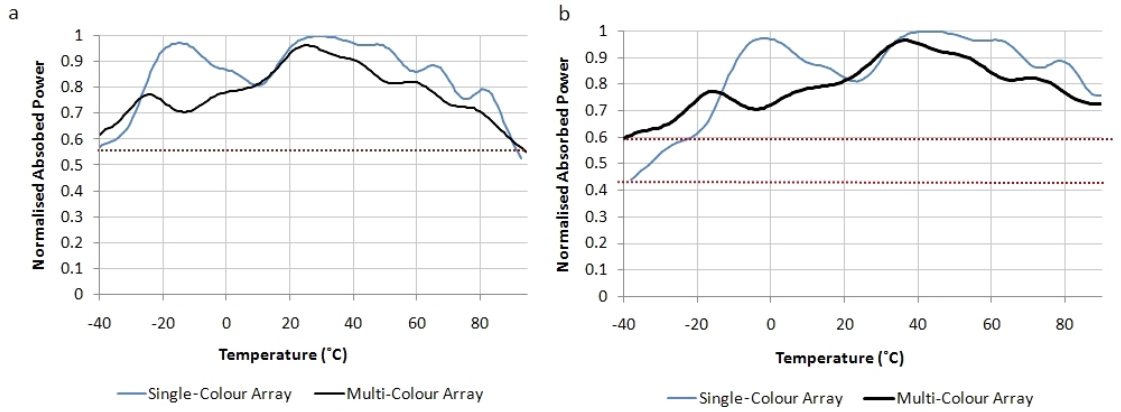 a
Normalised Absobed Power
1
0.9
0.8
0.7
0.6
0.5
0.4
0.3
0.2
0.1
0
-40 -20 0 20 40 60 80
Temperature (˚C)
Single-Colour Array Multi-Colour Array
b
Normalised Absorbed Power
1
0.9
0.8
0.7
0.6
0.5
0.4
0.3
0.2
0.1
0
-40 -20 0 20 40 60 80
Temperature (˚C)
Single-Colour Array Multi-Colour Array